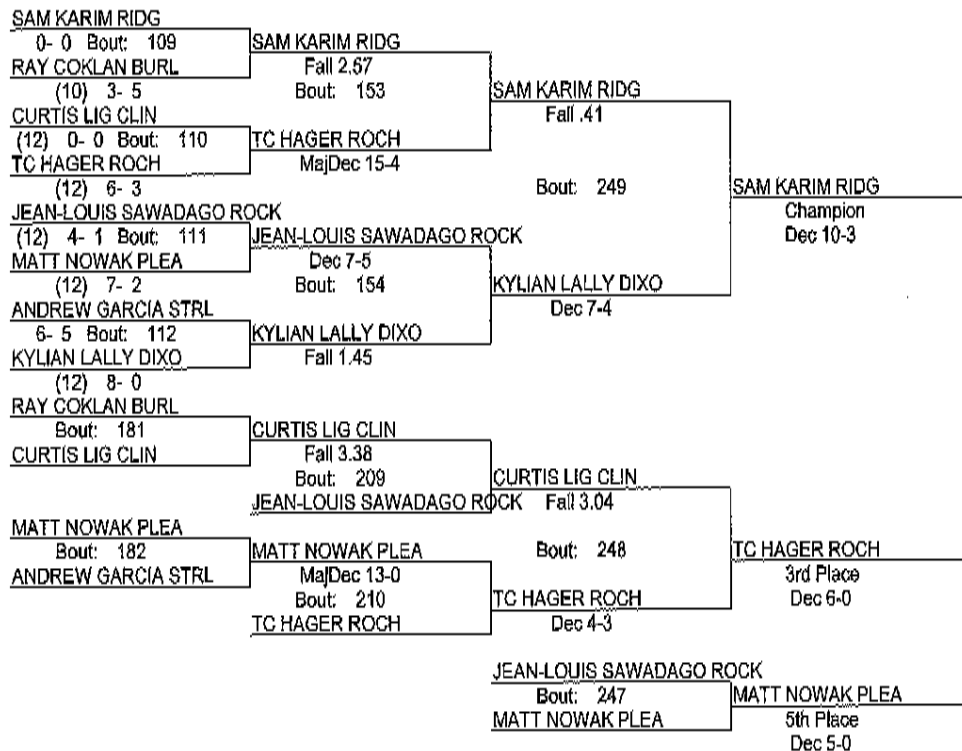 SAM KARIM RIDG
0- 0 Bout: 109
RAY COKLAN BURL
(10) 3- 5
CURTIS LIG CLIN
(12) 0- 0 Bout: 110
TC HAGER ROCH
(12) 6- 3
JEAN-LOUIS SAWADAGO ROCK
(12) 4- 1 Bout: 111
MATT NOWAK PLEA
(12) 7- 2
ANDREW GARCIA STRL
6- 5 Bout: 112
KYLIAN LALLY DIXO
(12) 8- 0
SAM KARIM RIDG
Fall 2.57
Bout: 153
TC HAGER ROCH
MajDec 15-4
JEAN-LOUIS SAWADAGO ROCK
Dec 7-5
Bout: 154
KYLIAN LALLY DIXO
Fall 1.45
SAM KARIM RIDG
Fall .41
Bout: 249
KYLIAN LALLY DIXO
Dec 7-4
SAM KARIM RIDG
Champion
Dec 10-3
RAY COKLAN BURL
Bout: 181
CURTIS LIG CLIN
MATT NOWAK PLEA
Bout: 182
ANDREW GARCIA STRL
CURTIS LIG CLIN
Fall 3.38
Bout: 209
JEAN-LOUIS SAWADAGO ROCK
MATT NOWAK PLEA
MajDec 13-0
Bout: 210
TC HAGER ROCH
CURTIS LIG CLIN
Fall 3.04
Bout: 248
TC HAGER ROCH
Dec 4-3
TC HAGER ROCH
3rd Place
Dec 6-0
JEAN-LOUIS SAWADAGO ROCK
Bout: 247
MATT NOWAK PLEA
MATT NOWAK PLEA
5th Place
Dec 5-0